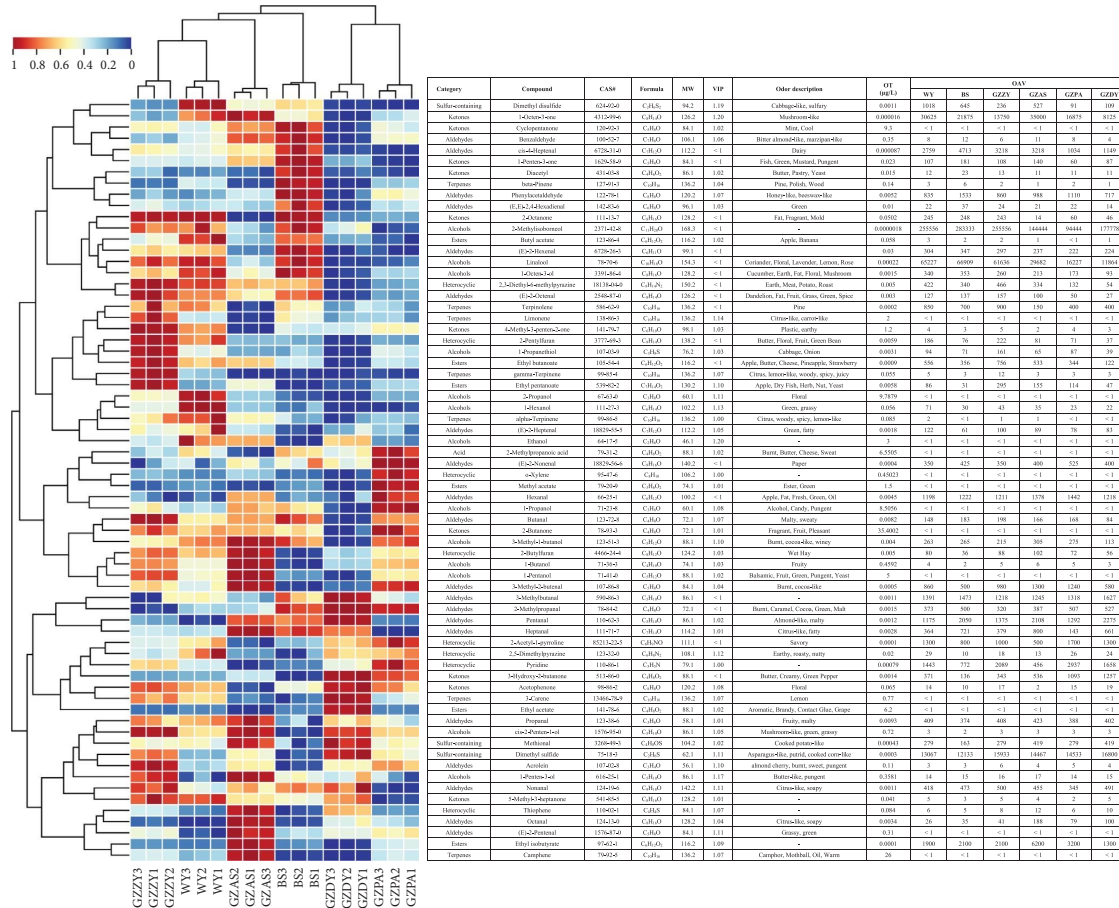 1 0.8 0.6 0.4 0.2 0
Category Compound CAS# Formula MW VIP Odor description OT (μg/L) OAV
WY BS GZZY GZAS GZPA GZDY
Sulfur-containing Dimethyl disulfide 624-92-0 C₂H₆S₂ 94.2 1.19 Cabbage-like, sulfury 0.0011 1018 645 236 527 91 109
Ketones 1-Octen-3-one 4312-99-6 C₈H₁₄O 126.2 1.20 Mushroom-like 0.000016 30625 21875 13750 35000 16875 8125
Ketones Cyclopentanone 120-92-3 C₅H₈O 84.1 1.02 Mint, Cool 9.3 < 1 < 1 < 1 < 1 < 1 < 1
Aldehydes Benzaldehyde 100-52-7 C₇H₆O 106.1 1.06 Bitter almond-like, marzipan-like 0.35 8 12 6 11 8 4
Aldehydes cis-4-Heptenal 6728-31-0 C₇H₁₂O 112.2 < 1 Dairy 0.000087 2759 4713 3218 3218 1034 1149
Ketones 1-Penten-3-one 1629-58-9 C₅H₈O 84.1 < 1 Fish, Green, Mustard, Pungent 0.023 107 181 108 140 60 87
Ketones Diacetyl 431-03-8 C₄H₆O₂ 86.1 1.02 Butter, Pastry, Yeast 0.015 12 23 13 11 11 11
Terpenes beta-Pinene 127-91-3 C₁₀H₁₆ 136.2 1.04 Pine, Polish, Wood 0.14 3 6 2 1 2 1
Aldehydes Phenylacetaldehyde 122-78-1 C₈H₈O 120.2 1.07 Honey-like, beeswax-like 0.0052 835 1533 860 988 1110 717
Aldehydes (E,E)-2,4-Hexadienal C₆H₈O 96.1 1.03 Green 0.01 22 37 24 21 22 14
Ketones 2-Octanone 111-13-7 C₈H₁₆O 128.2 < 1 Fat, Fragrant, Mold 0.0502 245 248 243 14 60 46
Alcohols 2-Methylisoborneol 2371-42-8 C₁₁H₂₀O 168.3 < 1 - 0.0000018 255556 283333 255556 144444 94444 177778
Esters Butyl acetate 123-86-4 C₆H₁₂O₂ 116.2 1.02 Apple, Banana 0.058 3 2 2 1 < 1 < 1
Aldehydes (E)-2-Hexenal 6728-26-3 99.1 < 1 0.03 304 347 297 237 222 224
Alcohols Linalool 78-70-6 C₁₀H₁₈O 154.3 < 1 Coriander, Floral, Lavender, Lemon, Rose 0.00022 65227 66909 61636 29682 16227 11864
Alcohols 1-Octen-3-ol 3391-86-4 C₈H₁₆O 128.2 < 1 Cucumber, Earth, Fat, Floral, Mushroom 0.0015 340 353 260 213 173 93
Heterocyclic 2,3-Diethyl-6-methylpyrazine 18138-04-0 150.2 < 1 Earth, Meat, Potato, Roast 0.005 422 340 466 334 132 54
Aldehydes (E)-2-Octenal 2548-87-0 C₈H₁₄O 126.2 < 1 Dandelion, Fat, Fruit, Grass, Green, Spice 0.003 127 137 157 100 50 27
Terpenes Terpinolene 586-62-9 C₁₀H₁₆ 136.2 < 1 Pine 0.0002 850 700 900 150 400 400
Terpenes Limonene 138-86-3 C₁₀H₁₆ 136.2 1.14 Citrus-like, carrot-like 2 < 1 < 1 < 1 < 1 < 1 < 1
Ketones 4-Methyl-3-penten-2-one 141-79-7 C₆H₁₀O 98.1 1.03 Plastic, earthy 1.2 4 3 5 2 4 3
Heterocyclic 2-Pentylfuran 3777-69-3 C₉H₁₄O 138.2 < 1 Butter, Floral, Fruit, Green Bean 0.0059 186 76 222 81 71 37
Alcohols 1-Propanethiol 107-03-9 C₃H₈S 76.2 1.03 Cabbage, Onion 0.0031 94 71 161 65 87 39
Esters Ethyl butanoate 105-54-4 C₆H₁₂O₂ 116.2 < 1 Apple, Butter, Cheese, Pineapple, Strawberry 0.0009 556 356 756 533 344 122
Terpenes gamma-Terpinene 99-85-4 C₁₀H₁₆ 136.2 1.07 Citrus, lemon-like, woody, spicy, juicy 0.055 5 3 12 3 3 3
Esters Ethyl pentanoate 539-82-2 C₇H₁₄O₂ 130.2 1.10 Apple, Dry Fish, Herb, Nut, Yeast 0.0058 86 31 295 155 114 47
Alcohols 2-Propanol 67-63-0 C₃H₈O 60.1 1.11 Floral 9.7879 < 1 < 1 < 1 < 1 < 1 < 1
Alcohols 1-Hexanol 111-27-3 C₆H₁₄O 102.2 1.13 Green, grassy 0.056 71 30 43 35 23 22
Terpenes alpha-Terpinene 99-86-5 C₁₀H₁₆ 136.2 1.00 Citrus, woody, spicy, lemon-like 0.085 2 < 1 1 < 1 < 1 < 1
Aldehydes (E)-2-Heptenal 18829-55-5 C₇H₁₂O 112.2 1.05 Green, fatty 0.0018 122 61 100 89 78 83
Alcohols Ethanol 64-17-5 C₂H₆O 46.1 1.20 - 3 < 1 < 1 < 1 < 1 < 1 < 1
Acid 2-Methylpropanoic acid 79-31-2 C₄H₈O₂ 88.1 1.02 Burnt, Butter, Cheese, Sweat 6.5505 < 1 < 1 < 1 < 1 < 1 < 1
Aldehydes (E)-2-Nonenal 18829-56-6 C₉H₁₆O 140.2 < 1 Paper 0.0004 350 425 350 400 525 400
Heterocyclic o-Xylene 95-47-6 C₈H₁₀ 106.2 1.00 - 0.45023 < 1 < 1 < 1 < 1 < 1 < 1
Esters Methyl acetate 79-20-9 C₃H₆O₂ 74.1 1.01 Ester, Green 1.5 < 1 < 1 < 1 < 1 < 1 < 1
Aldehydes Hexanal 66-25-1 C₆H₁₂O 100.2 < 1 Apple, Fat, Fresh, Green, Oil 0.0045 1198 1222 1211 1378 1442 1218
Alcohols 1-Propanol 71-23-8 C₃H₈O 60.1 1.08 Alcohol, Candy, Pungent 8.5056 < 1 < 1 < 1 < 1 < 1 < 1
Aldehydes Butanal 123-72-8 C₄H₈O 72.1 1.07 Malty, sweaty 0.0082 148 183 198 166 168 84
Ketones 2-Butanone 78-93-3 C₄H₈O 72.1 1.01 Fragrant, Fruit, Pleasant 35.4002 < 1 < 1 < 1 < 1 < 1 < 1
Alcohols 3-Methyl-1-butanol 123-51-3 C₅H₁₂O 88.1 1.10 Burnt, cocoa-like, winey 0.004 263 265 215 305 275 113
Heterocyclic 2-Butylfuran 4466-24-4 C₈H₁₂O 124.2 1.03 Wet Hay 0.005 80 36 88 102 72 56
Alcohols 1-Butanol 71-36-3 C₄H₁₀O 74.1 1.03 Fruity 0.4592 4 2 5 6 5 3
Alcohols 1-Pentanol 71-41-0 C₅H₁₂O 88.1 1.02 Balsamic, Fruit, Green, Pungent, Yeast 5 < 1 < 1 < 1 < 1 < 1 < 1
Aldehydes 3-Methyl-2-butenal 107-86-8 C₅H₈O 84.1 1.04 Burnt, cocoa-like 0.0005 860 500 980 1300 1240 580
Aldehydes 3-Methylbutanal 590-86-3 C₅H₁₀O 86.1 < 1 - 0.0011 1391 1473 1218 1245 1318 1627
Aldehydes 2-Methylpropanal 78-84-2 C₄H₈O 72.1 < 1 Burnt, Caramel, Cocoa, Green, Malt 0.0015 373 500 320 387 507 527
Aldehydes Pentanal 110-62-3 C₅H₁₀O 86.1 1.02 Almond-like, malty 0.0012 1175 2050 1375 2108 1292 2275
Aldehydes Heptanal 111-71-7 C₇H₁₄O 114.2 1.01 Citrus-like, fatty 0.0028 364 721 379 800 143 661
Heterocyclic 2-Acetyl-1-pyrroline 85213-22-5 C₆H₉NO 111.1 < 1 Savory 0.0001 1300 800 1000 500 1700 1300
Heterocyclic 2,5-Dimethylpyrazine 123-32-0 C₆H₈N₂ 108.1 1.12 Earthy, roasty, nutty 0.02 29 10 18 13 26 24
Heterocyclic Pyridine 110-86-1 C₅H₅N 79.1 1.00 - 0.00079 1443 772 2089 456 2937 1658
Ketones 3-Hydroxy-2-butanone 513-86-0 C₄H₈O₂ 88.1 < 1 Butter, Creamy, Green Pepper 0.0014 371 136 343 536 1093 1257
Ketones Acetophenone 98-86-2 C₈H₈O 120.2 1.08 Floral 0.065 14 10 17 2 15 19
Terpenes 3-Carene 13466-78-9 C₁₀H₁₆ 136.2 1.07 Lemon 0.77 < 1 < 1 < 1 < 1 < 1 < 1
Esters Ethyl acetate 141-78-6 C₄H₈O₂ 88.1 1.02 Aromatic, Brandy, Contact Glue, Grape 6.2 < 1 < 1 < 1 < 1 < 1 < 1
Aldehydes Propanal 123-38-6 C₃H₆O 58.1 1.01 Fruity, malty 0.0093 409 374 408 423 388 402
Alcohols cis-2-Penten-1-ol 1576-95-0 C₅H₁₀O 86.1 1.05 Mushroom-like, green, grassy 0.72 3 2 3 3 3 3
Sulfur-containing Methional 3268-49-3 C₄H₈OS 104.2 1.02 Cooked potato-like 0.00043 279 163 279 419 279 419
Sulfur-containing Dimethyl sulfide 75-18-3 C₂H₆S 62.1 1.11 Asparagus-like, putrid, cooked corn-like 0.0003 13067 12133 15933 14467 14533 16800
Aldehydes Acrolein 107-02-8 C₃H₄O 56.1 1.10 almond cherry, burnt, sweet, pungent 0.11 3 3 6 4 5 4
Alcohols 1-Penten-3-ol 616-25-1 C₅H₁₀O 86.1 1.17 Butter-like, pungent 0.3581 14 15 16 17 14 15
Aldehydes Nonanal 124-19-6 C₉H₁₈O 142.2 1.11 Citrus-like, soapy 0.0011 418 473 500 455 345 491
Ketones 5-Methyl-3-heptanone 541-85-5 C₈H₁₆O 128.2 1.01 - 0.041 5 3 5 4 2 5
Heterocyclic Thiophene 110-02-1 C₄H₄S 84.1 1.07 - 0.084 6 5 8 12 6 10
Aldehydes Octanal 124-13-0 C₈H₁₆O 128.2 1.04 Citrus-like, soapy 0.0034 26 35 41 188 79 100
Aldehydes (E)-2-Pentenal 1576-87-0 C₅H₈O 84.1 1.11 Grassy, green 0.31 < 1 < 1 < 1 < 1 < 1 < 1
Esters Ethyl isobutyrate 97-62-1 C₆H₁₂O₂ 116.2 1.09 - 0.0001 1900 2100 2100 6200 3200 1300
Terpenes Camphene 79-92-5 C₁₀H₁₆ 136.2 1.07 Camphor, Mothball, Oil, Warm 26 < 1 < 1 < 1 < 1 < 1 < 1
GZZY3 GZZY1 GZZY2 WY3 WY2 WY1 GZAS2 GZAS1 GZAS3 BS3 BS2 BS1 GZDY3 GZDY2 GZDY1 GZPA3 GZPA2 GZPA1